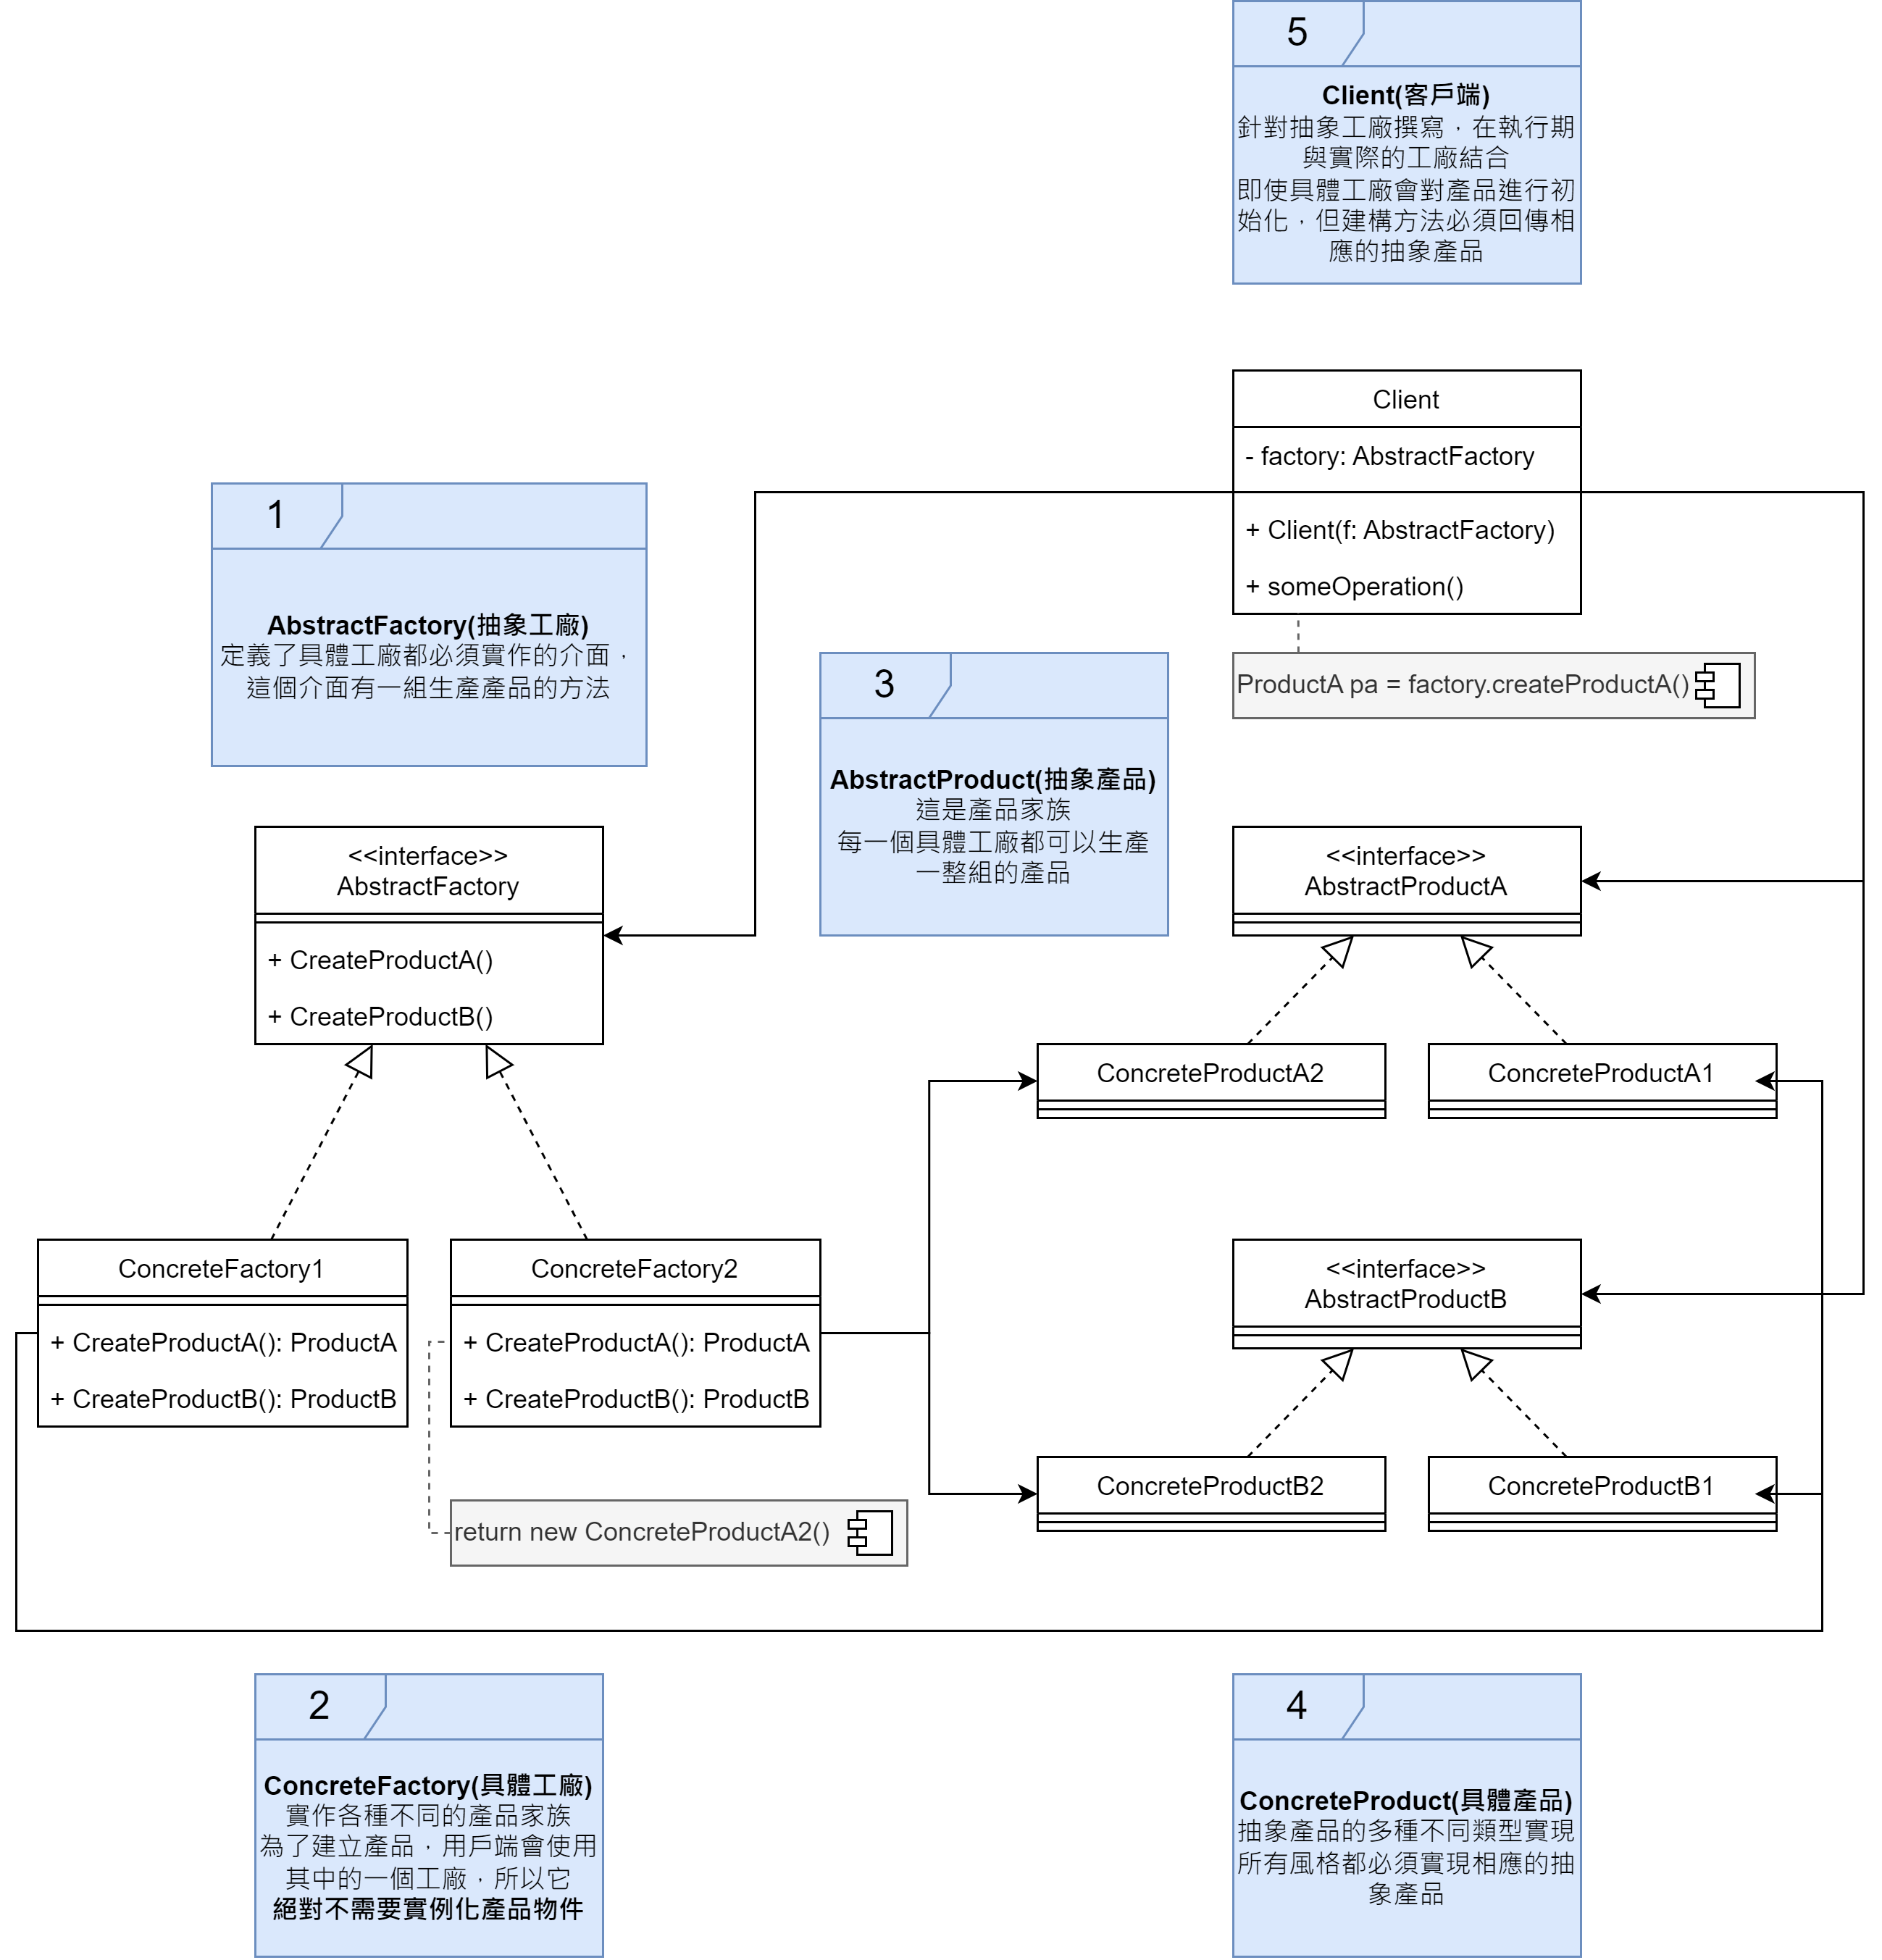 5
Client(客戶端)
針對抽象工廠撰寫，在執行期
與實際的工廠結合
即使具體工廠會對產品進行初
始化，但建構方法必須回傳相
應的抽象產品
Client
- factory: AbstractFactory
+ Client(f: AbstractFactory)
+ someOperation()
ProductA pa = factory.createProductA()
1
AbstractFactory(抽象工廠)
定義了具體工廠都必須實作的介面，
這個介面有一組生產產品的方法
3
AbstractProduct(抽象產品)
這是產品家族
每一個具體工廠都可以生產
一整組的產品
<<interface>>
AbstractFactory
+ CreateProductA()
+ CreateProductB()
<<interface>>
AbstractProductA
ConcreteProductA2
ConcreteProductA1
ConcreteFactory1
+ CreateProductA(): ProductA
+ CreateProductB(): ProductB
ConcreteFactory2
+ CreateProductA(): ProductA
+ CreateProductB(): ProductB
return new ConcreteProductA2()
<<interface>>
AbstractProductB
ConcreteProductB2
ConcreteProductB1
2
ConcreteFactory(具體工廠)
實作各種不同的產品家族
為了建立產品，用戶端會使用
其中的一個工廠，所以它
絕對不需要實例化產品物件
4
ConcreteProduct(具體產品)
抽象產品的多種不同類型實現
所有風格都必須實現相應的抽
象產品